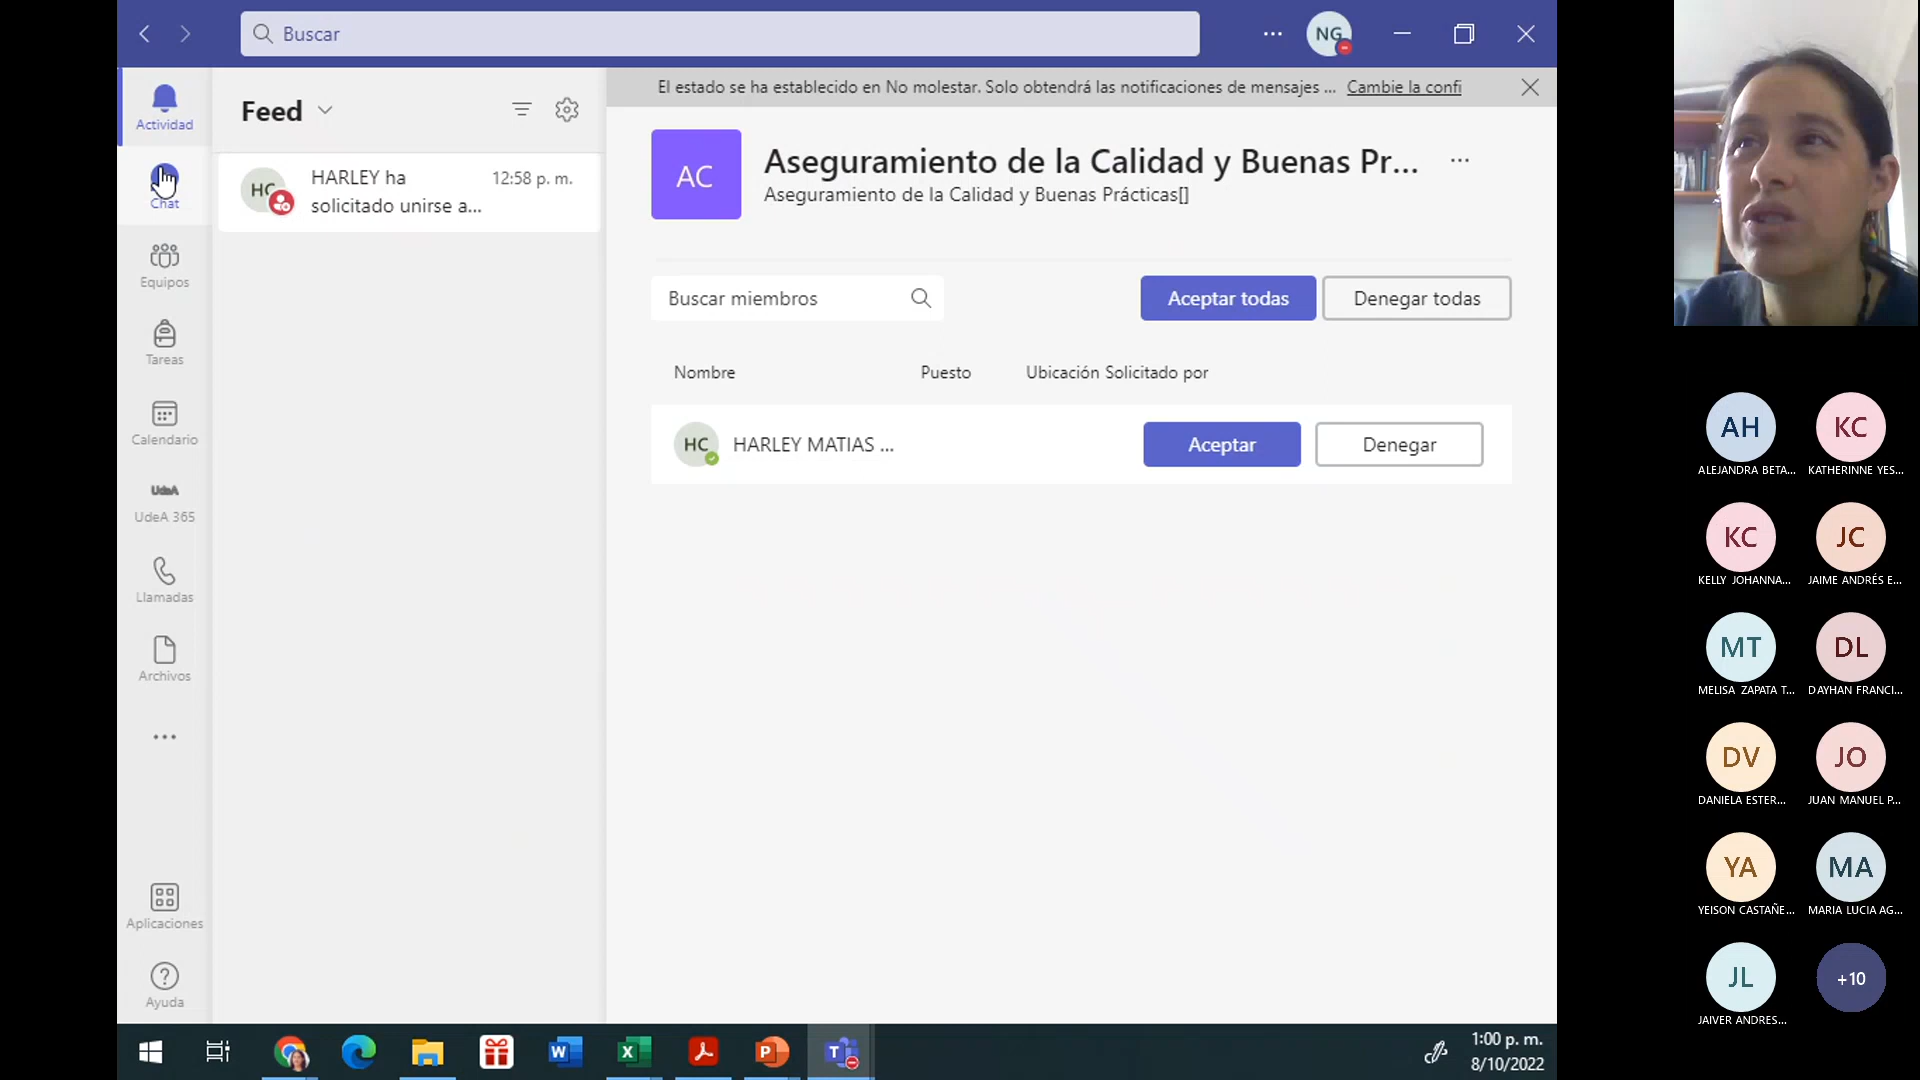 Buscar
NG
Actividad
Chat
Equipos
Tareas
Calendario
UdeA
UdeA 365
Llamadas
Archivos
Aplicaciones
Ayuda
Feed
HC
HARLEY ha
12:58 p. m.
solicitado unirse a...
El estado se ha establecido en No molestar. Solo obtendrá las notificaciones de mensajes ... Cambie la confi
AC
Aseguramiento de la Calidad y Buenas Pr...
Aseguramiento de la Calidad y Buenas Prácticas[]
Buscar miembros
Aceptar todas
Denegar todas
Nombre
Puesto
Ubicación
Solicitado por
HC
HARLEY MATIAS ...
Aceptar
Denegar
AH
ALEJANDRA BETA...
KC
KATHERINNE YES...
KC
KELLY JOHANNA...
JC
JAIME ANDRÉS E...
MT
MELISA ZAPATA T...
DL
DAYHAN FRANCI...
DV
DANIELA ESTER...
JO
JUAN MANUEL P...
YA
YEISON CASTAÑE...
MA
MARIA LUCIA AG...
JL
JAIVER ANDRES...
+10
W
X
P
T
1:00 p. m.
8/10/2022